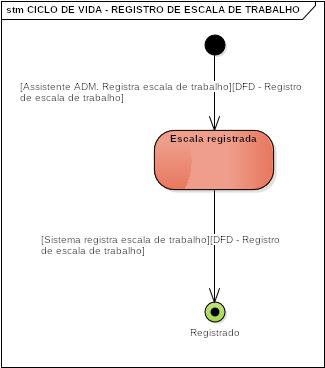 stm CICLO DE VIDA - REGISTRO DE ESCALA DE TRABALHO
[Assistente ADM. Registra escala de trabalho][DFD - Registro
de escala de trabalho]
Escala registrada
[Sistema registra escala de trabalho][DFD - Registro
de escala de trabalho]
Registrado